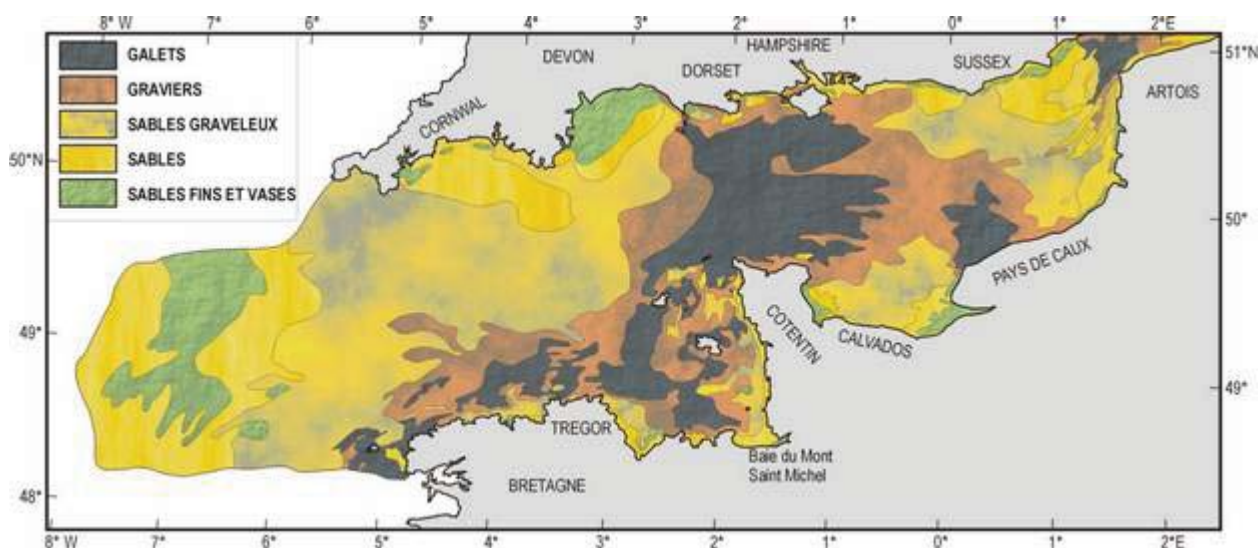 8° W 7° 6° 5° 4° 3° 2° 1° 0° 1° 2°E
GALETS
GRAVIERS
SABLES GRAVELEUX
SABLES
SABLES FINS ET VASES
CORNWAL
DEVON
DORSET
HAMPSHIRE
SUSSEX
ARTOIS
51°N
50°N
50°
PAYS DE CAUX
49°
COTENTIN
CALVADOS
49°
TREGOR
Baie du Mont
Saint Michel
BRETAGNE
48°
8° W 7° 6° 5° 4° 3° 2° 1° 0° 1° 2°E